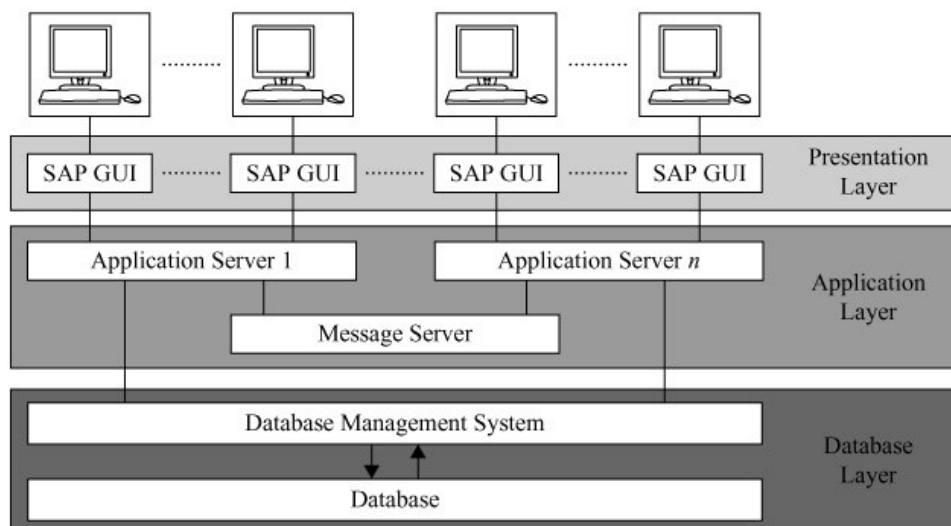 SAP GUI SAP GUI SAP GUI SAP GUI
Presentation
Layer
Application Server 1
Application Server n
Application
Layer
Message Server
Database Management System
Database
Layer
Database